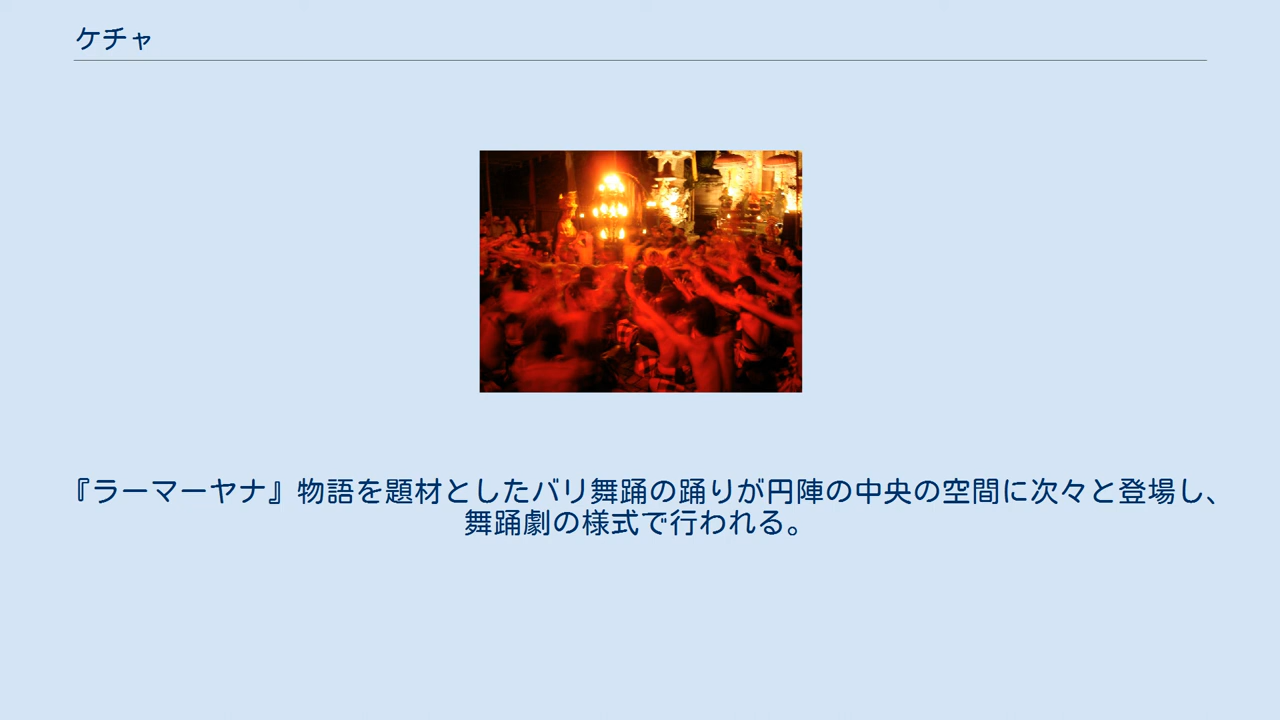 ケチャ
『ラーマーヤナ』物語を題材としたバリ舞踊の踊りが円陣の中央の空間に次々と登場し、
舞踊劇の様式で行われる。